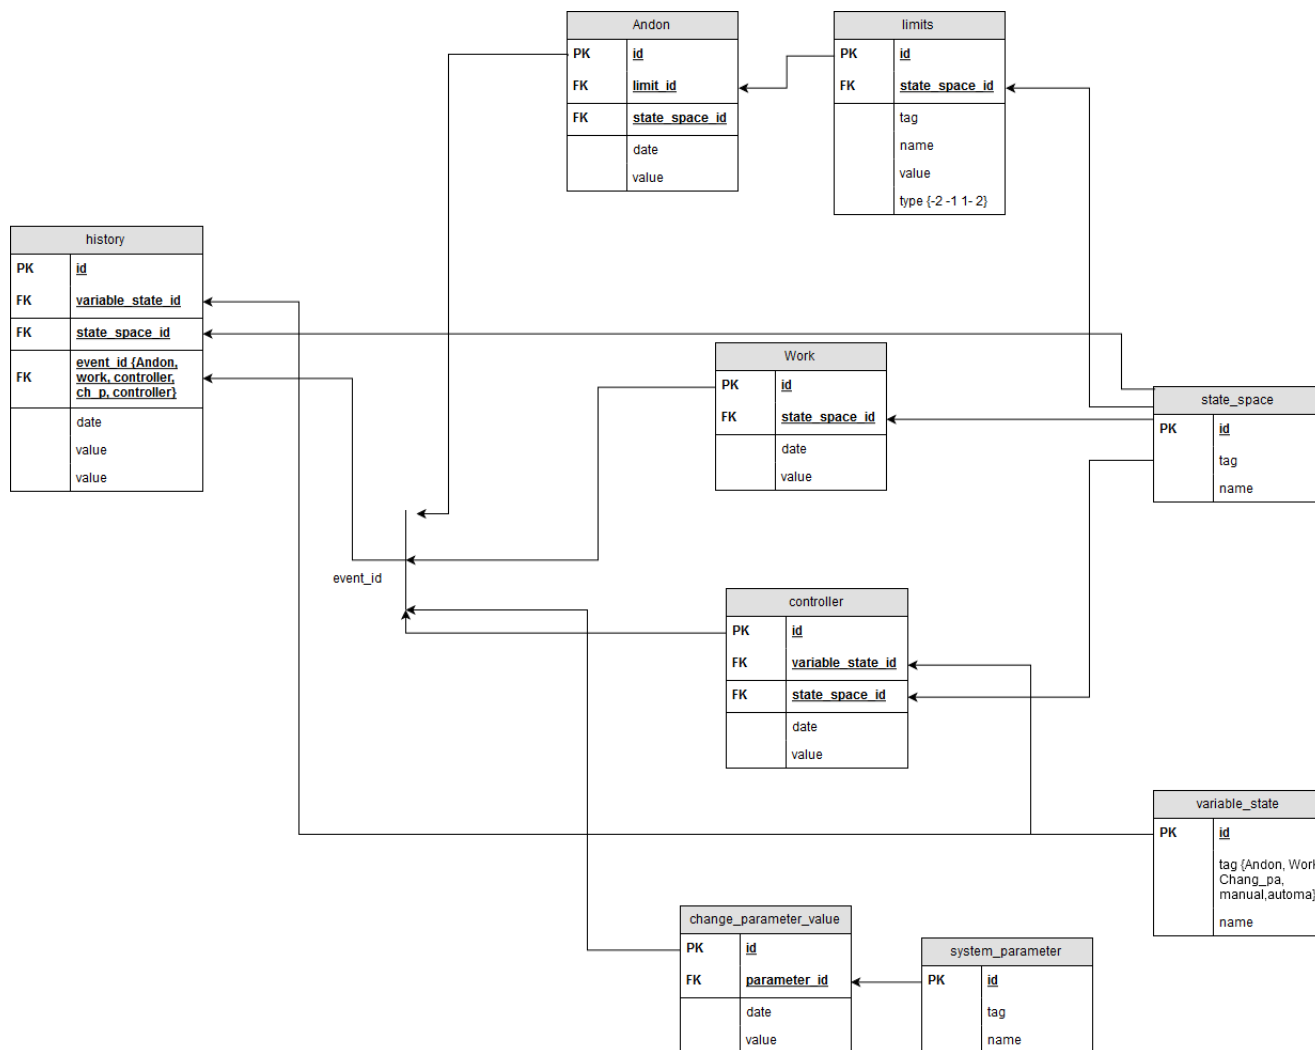 Andon
PK id
FK limit_id
FK state_space_id
date
value
limits
PK id
FK state_space_id
tag
name
value
type {-2 -1 1- 2}
history
PK id
FK variable_state_id
FK state_space_id
FK event_id {Andon,
work, controller,
ch_p, controller}
date
value
value
Work
PK id
FK state_space_id
date
value
state_space
PK id
tag
name
event_id
controller
PK id
FK variable_state_id
FK state_space_id
date
value
variable_state
PK id
tag {Andon, Work
Chang_pa,
manual,automa}
name
change_parameter_value
PK id
FK parameter_id
date
value
system_parameter
PK id
tag
name